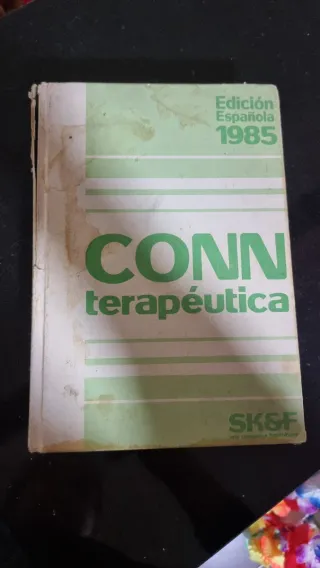 Edición
Española
1985
CONN
terapéutica
SK&F